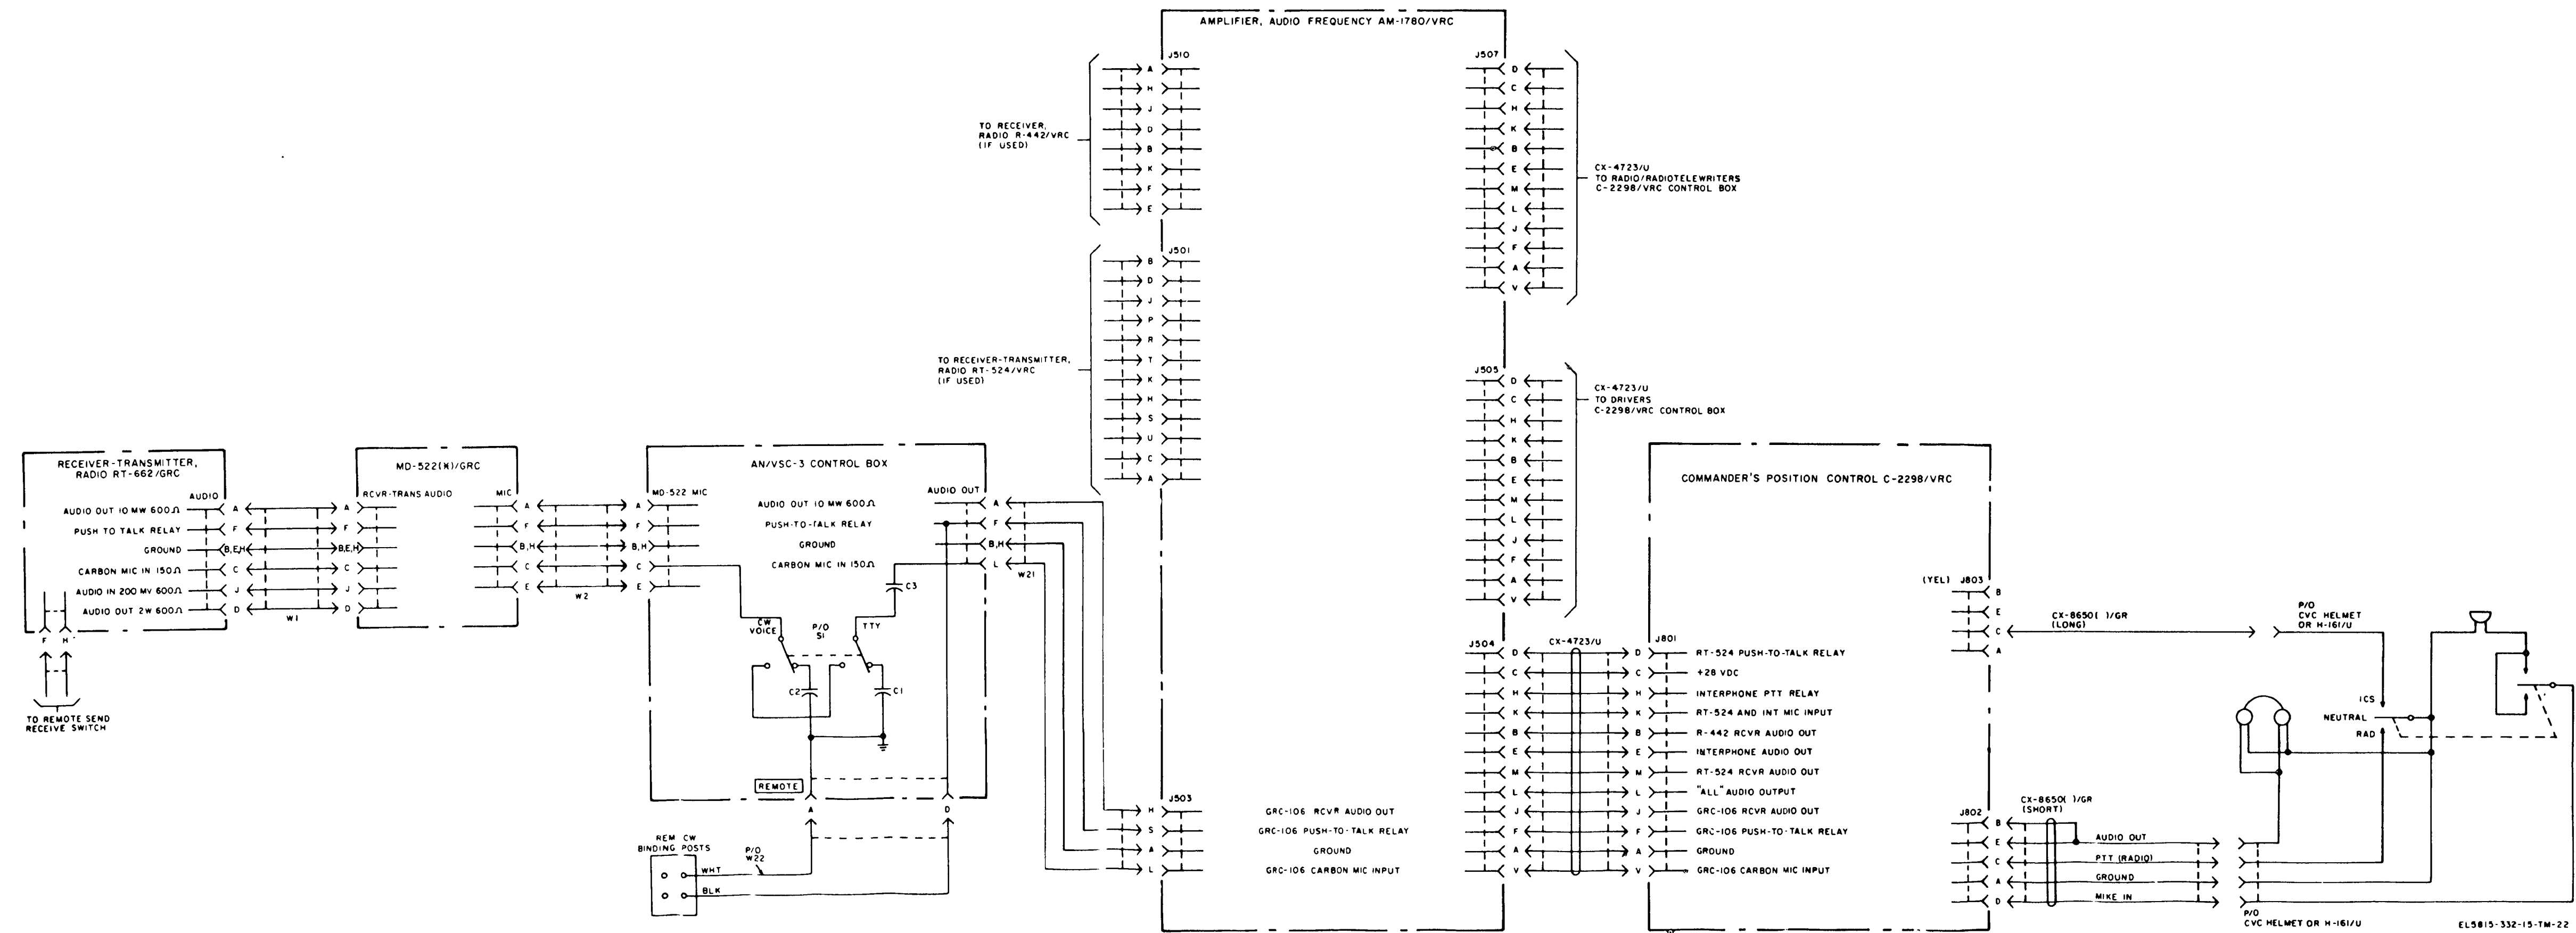 AMPLIFIER, AUDIO FREQUENCY AM-1780/VRC
J510
A
H
J
D
B
K
F
E
TO RECEIVER,
RADIO R-442/VRC
(IF USED)
J501
B
D
J
P
R
T
K
H
S
U
C
A
TO RECEIVER-TRANSMITTER,
RADIO RT-524/VRC
(IF USED)
J507
D
C
H
K
B
E
M
L
J
F
A
V
CX-4723/U
TO RADIO/RADIOTELEWRITERS
C-2298/VRC CONTROL BOX
J505
D
C
H
K
B
E
M
L
J
F
A
V
CX-4723/U
TO DRIVERS
C-2298/VRC CONTROL BOX
RECEIVER-TRANSMITTER,
RADIO RT-662/GRC
AUDIO
AUDIO OUT 10 MW 600Ω A A
PUSH TO TALK RELAY F F
GROUND B,E,H B,E,H
CARBON MIC IN 150Ω C C
AUDIO IN 200 MV 600Ω J J
AUDIO OUT 2W 600Ω D D
W1
F H
TO REMOTE SEND
RECEIVE SWITCH
MD-522(X)/GRC
RCVR-TRANS AUDIO MIC
A A
F F
B,H B,H
C C
E E
W2
AN/VSC-3 CONTROL BOX
MD-522 MIC AUDIO OUT
AUDIO OUT 10 MW 600Ω A
PUSH-TO-TALK RELAY F
GROUND B,H
CARBON MIC IN 150Ω L
W21
C3
CW
VOICE
P/O
S1
TTY
C2
C1
REMOTE
A D
REM CW
BINDING POSTS
P/O
W22
WHT
BLK
J503
H GRC-106 RCVR AUDIO OUT
S GRC-106 PUSH-TO-TALK RELAY
A GROUND
L GRC-106 CARBON MIC INPUT
J504 CX-4723/U J801
COMMANDER'S POSITION CONTROL C-2298/VRC
D D RT-524 PUSH-TO-TALK RELAY
C C +28 VDC
H H INTERPHONE PTT RELAY
K K RT-524 AND INT MIC INPUT
B B R-442 RCVR AUDIO OUT
E E INTERPHONE AUDIO OUT
M M RT-524 RCVR AUDIO OUT
L L "ALL" AUDIO OUTPUT
J J GRC-106 RCVR AUDIO OUT
F F GRC-106 PUSH-TO-TALK RELAY
A A GROUND
V V GRC-106 CARBON MIC INPUT
(YEL) J803
B
E
C
A
CX-8650( )/GR
(LONG)
P/O
CVC HELMET
OR H-161/U
ICS
NEUTRAL
RAD
J802
CX-8650( )/GR
(SHORT)
B
E AUDIO OUT
C PTT (RADIO)
A GROUND
D MIKE IN
P/O
CVC HELMET OR H-161/U
EL5815-332-15-TM-22